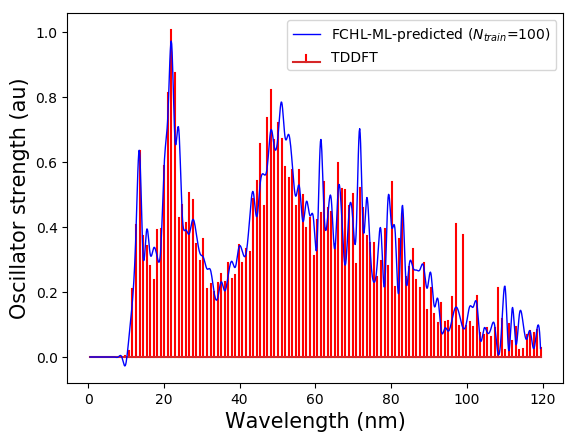 FCHL-ML-predicted (N_train=100)
TDDFT
Oscillator strength (au)
1.0
0.8
0.6
0.4
0.2
0.0
0 20 40 60 80 100 120
Wavelength (nm)